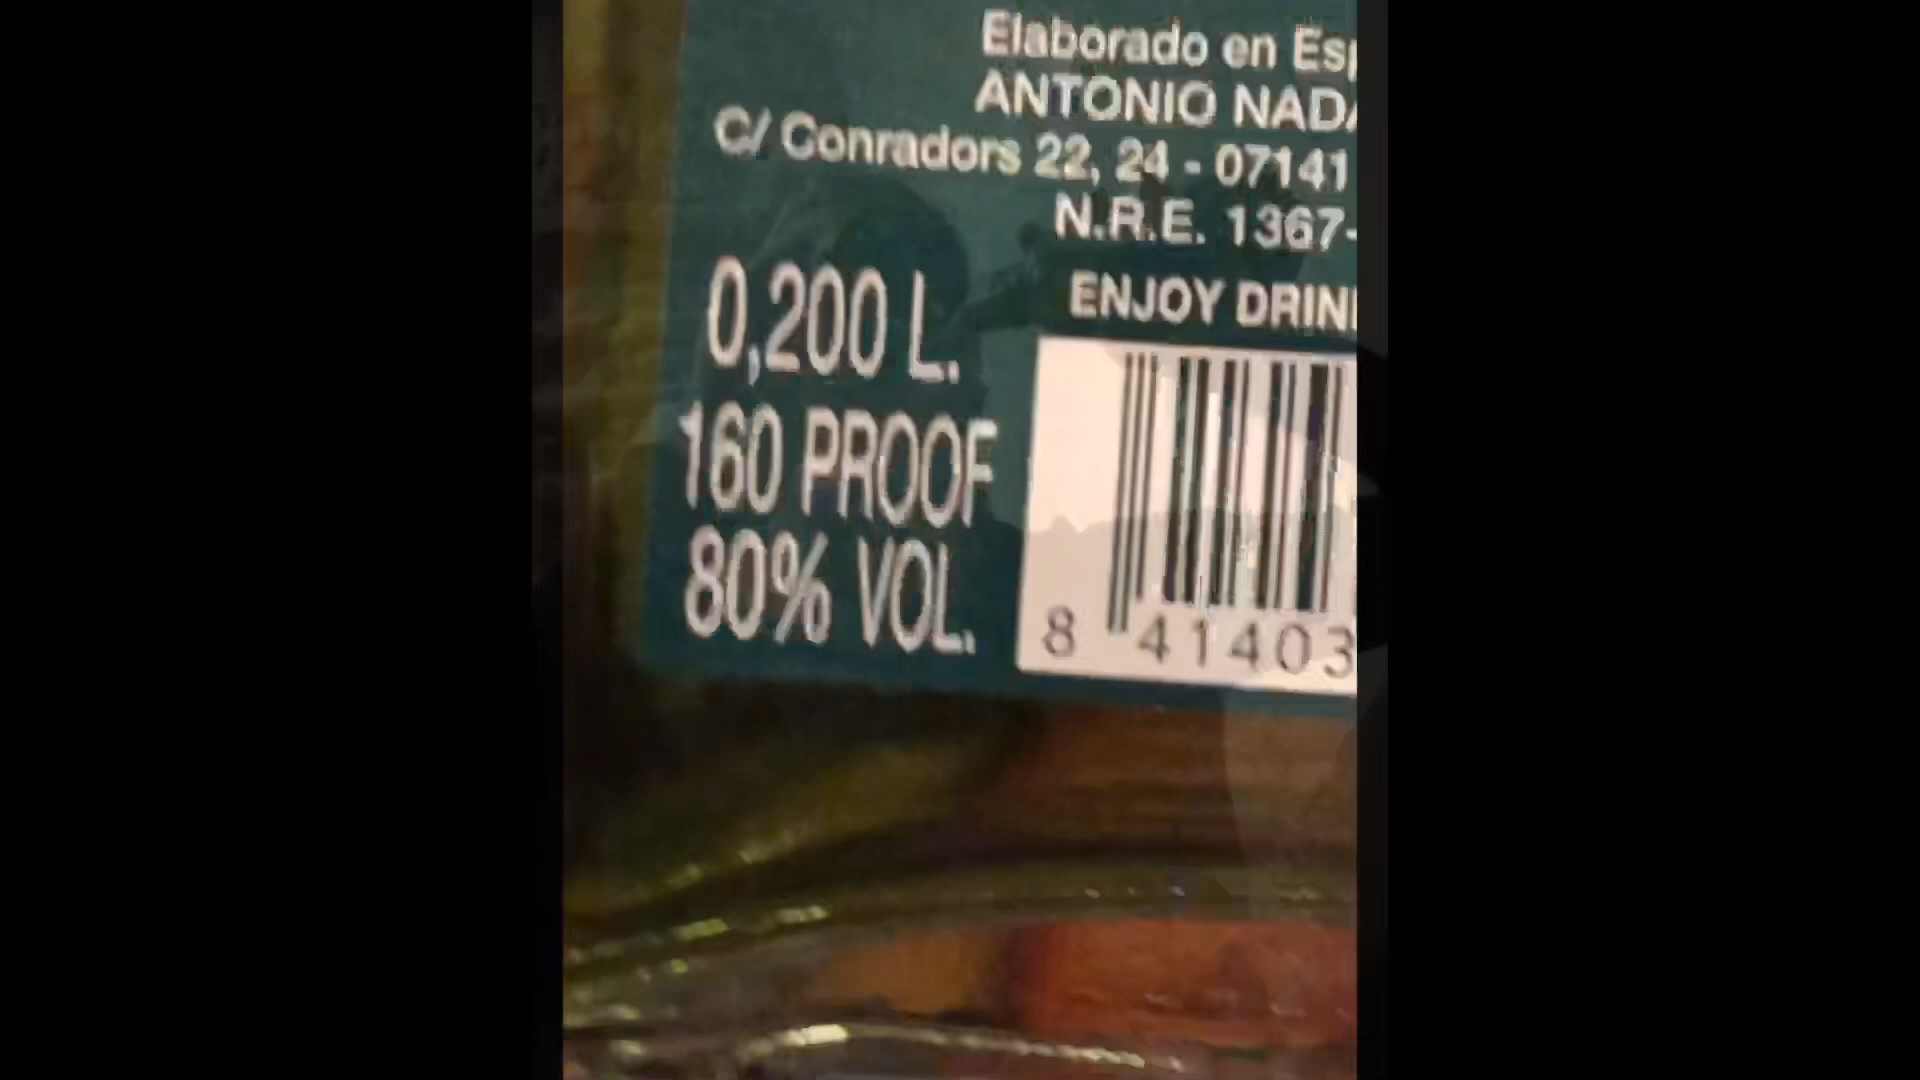 Elaborado en Esp
ANTONIO NADA
C/ Conradors 22, 24 - 07141
N.R.E. 1367-
ENJOY DRIN
0,200 L.
160 PROOF
80% VOL.
8 41403